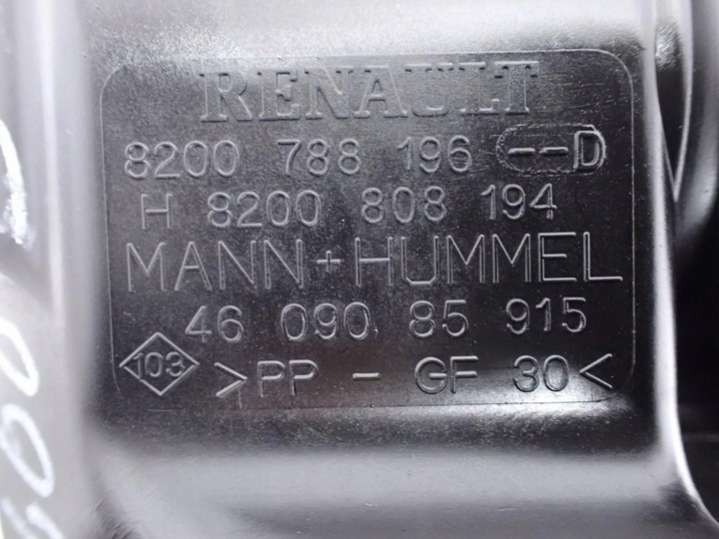 RENAULT
8200 788 196 --D
H 8200 808 194
MANN+HUMMEL
46 090 85 915
103 >PP - GF 30<